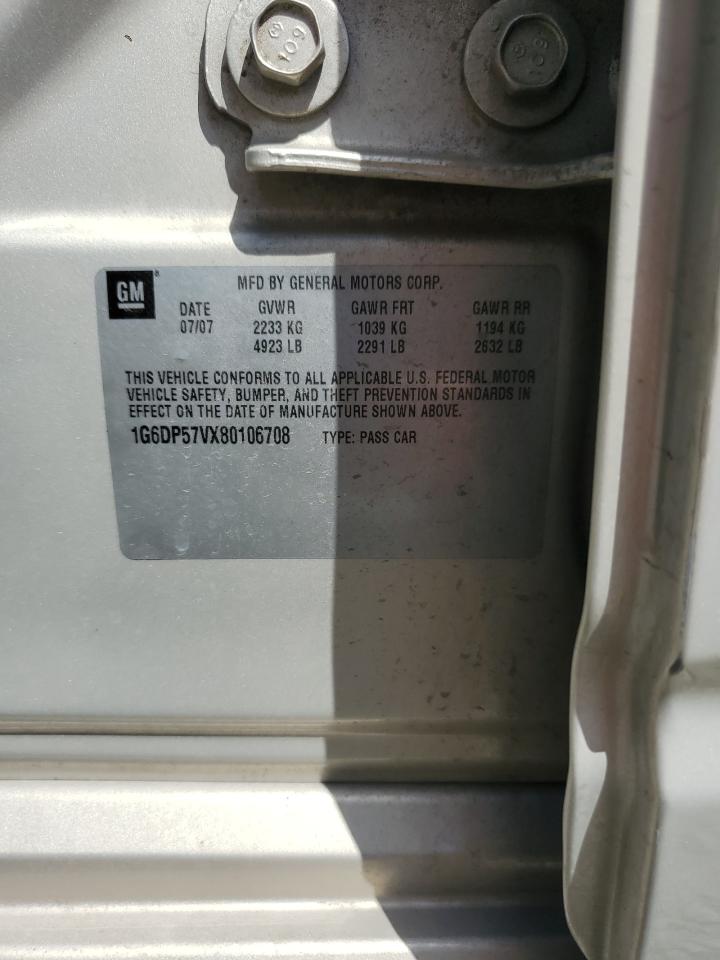 109
109
GM®
MFD BY GENERAL MOTORS CORP.
DATE GVWR GAWR FRT GAWR RR
07/07 2233 KG 1039 KG 1194 KG
4923 LB 2291 LB 2632 LB
THIS VEHICLE CONFORMS TO ALL APPLICABLE U.S. FEDERAL MOTOR
VEHICLE SAFETY, BUMPER, AND THEFT PREVENTION STANDARDS IN
EFFECT ON THE DATE OF MANUFACTURE SHOWN ABOVE.
1G6DP57VX80106708 TYPE: PASS CAR